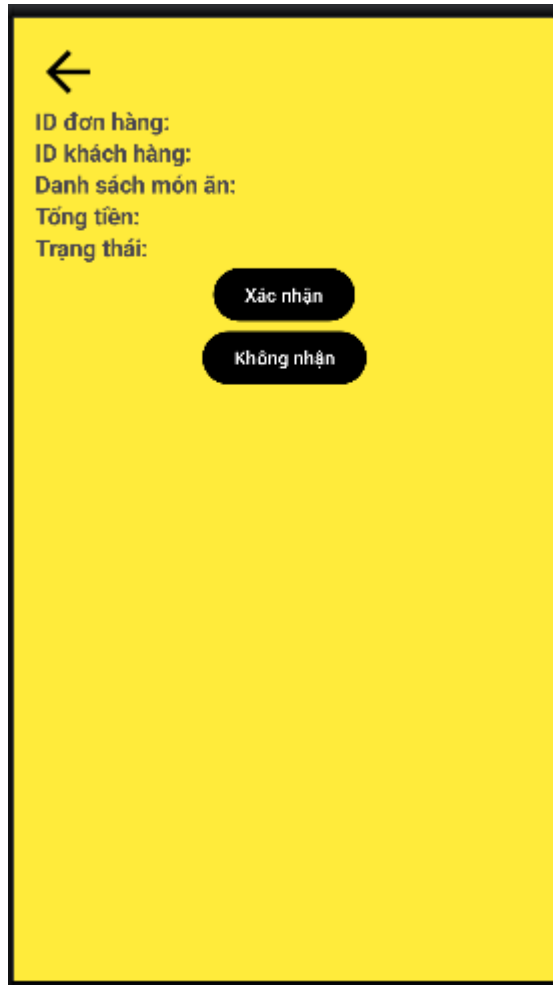 ID đơn hàng:
ID khách hàng:
Danh sách món ăn:
Tổng tiền:
Trạng thái:
Xác nhận
Không nhận